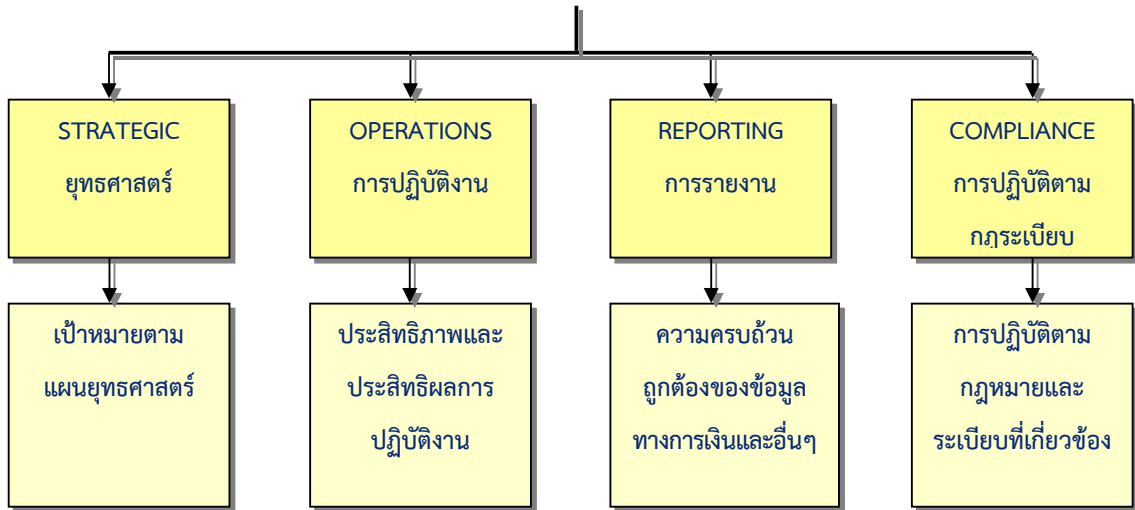 STRATEGIC
ยุทธศาสตร์
OPERATIONS
การปฏิบัติงาน
REPORTING
การรายงาน
COMPLIANCE
การปฏิบัติตาม
กฎระเบียบ
เป้าหมายตาม
แผนยุทธศาสตร์
ประสิทธิภาพและ
ประสิทธิผลการ
ปฏิบัติงาน
ความครบถ้วน
ถูกต้องของข้อมูล
ทางการเงินและอื่นๆ
การปฏิบัติตาม
กฎหมายและ
ระเบียบที่เกี่ยวข้อง